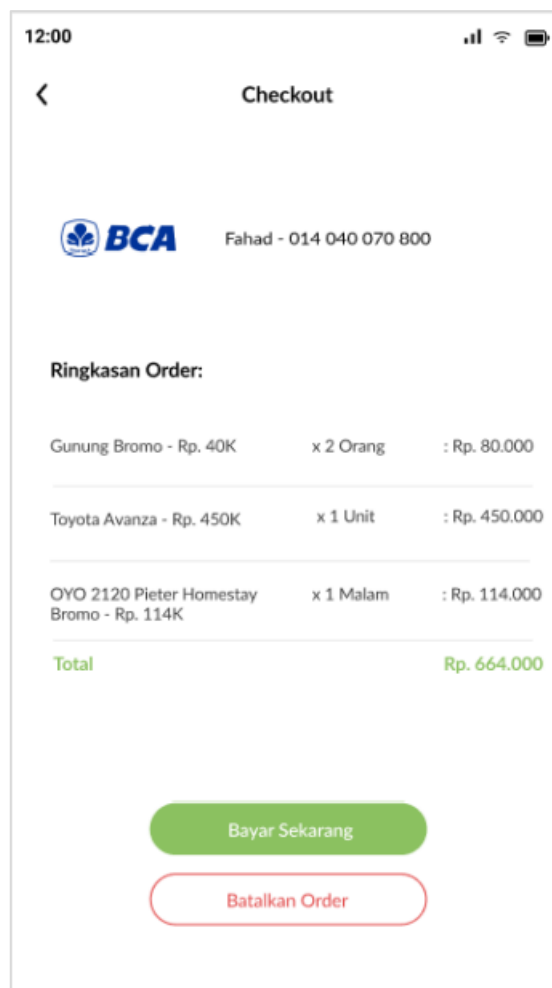 12:00
Checkout
BCA Fahad - 014 040 070 800
Ringkasan Order:
Gunung Bromo - Rp. 40K x 2 Orang : Rp. 80.000
Toyota Avanza - Rp. 450K x 1 Unit : Rp. 450.000
OYO 2120 Pieter Homestay x 1 Malam : Rp. 114.000
Bromo - Rp. 114K
Total Rp. 664.000
Bayar Sekarang
Batalkan Order